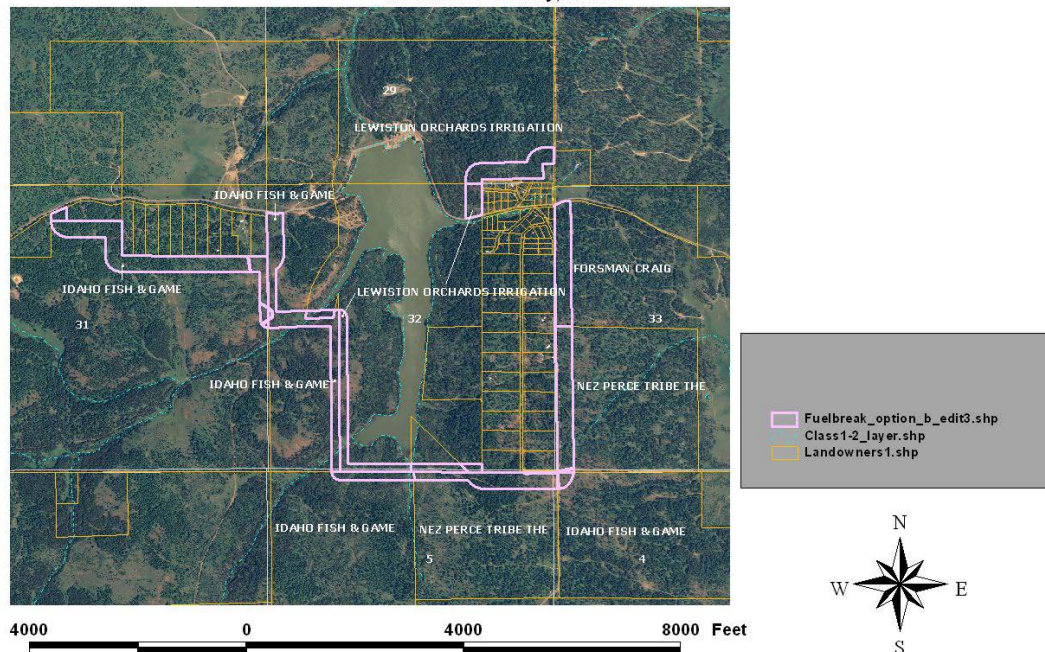 29
LEWISTON ORCHARDS IRRIGATION
IDAHO FISH & GAME
FORSMAN CRAIG
IDAHO FISH & GAME
LEWISTON ORCHARDS IRRIGATION
31
32
33
IDAHO FISH & GAME
NEZ PERCE TRIBE THE
IDAHO FISH & GAME
NEZ PERCE TRIBE THE
IDAHO FISH & GAME
5
4
Fuelbreak_option_b_edit3.shp
Class1-2_layer.shp
Landowners1.shp
N
W
E
S
4000 0 4000 8000 Feet